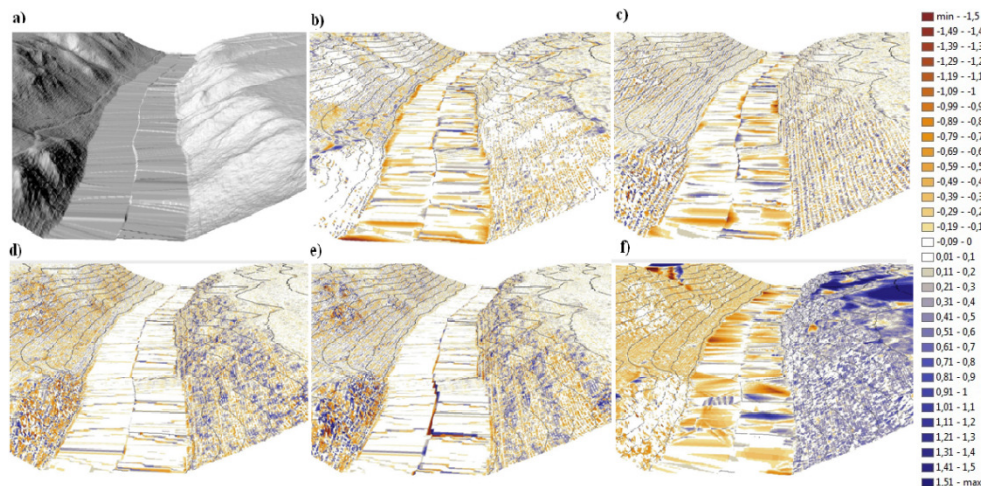 a)
b)
c)
d)
e)
f)
min - -1,5
-1,49 - -1,4
-1,39 - -1,3
-1,29 - -1,2
-1,19 - -1,1
-1,09 - -1
-0,99 - -0,9
-0,89 - -0,8
-0,79 - -0,7
-0,69 - -0,6
-0,59 - -0,5
-0,49 - -0,4
-0,39 - -0,3
-0,29 - -0,2
-0,19 - -0,1
-0,09 - 0
0,01 - 0,1
0,11 - 0,2
0,21 - 0,3
0,31 - 0,4
0,41 - 0,5
0,51 - 0,6
0,61 - 0,7
0,71 - 0,8
0,81 - 0,9
0,91 - 1
1,01 - 1,1
1,11 - 1,2
1,21 - 1,3
1,31 - 1,4
1,41 - 1,5
1,51 - max